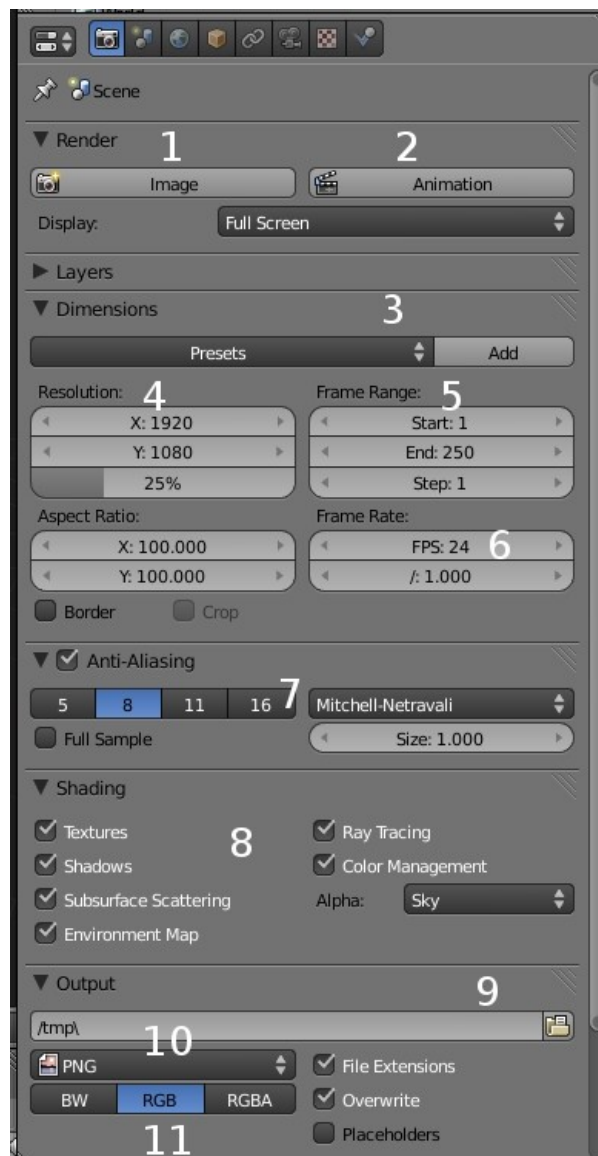 Scene
Render
1
2
Image
Animation
Display:
Full Screen
Layers
Dimensions
3
Presets
Add
Resolution:
4
Frame Range:
5
X: 1920
Start: 1
Y: 1080
End: 250
25%
Step: 1
Aspect Ratio:
Frame Rate:
X: 100.000
FPS: 24
6
Y: 100.000
/: 1.000
Border
Crop
Anti-Aliasing
5
8
11
16
7
Mitchell-Netravali
Full Sample
Size: 1.000
Shading
Textures
8
Ray Tracing
Shadows
Color Management
Subsurface Scattering
Alpha:
Sky
Environment Map
Output
9
/tmp\
10
PNG
File Extensions
BW
RGB
RGBA
Overwrite
11
Placeholders